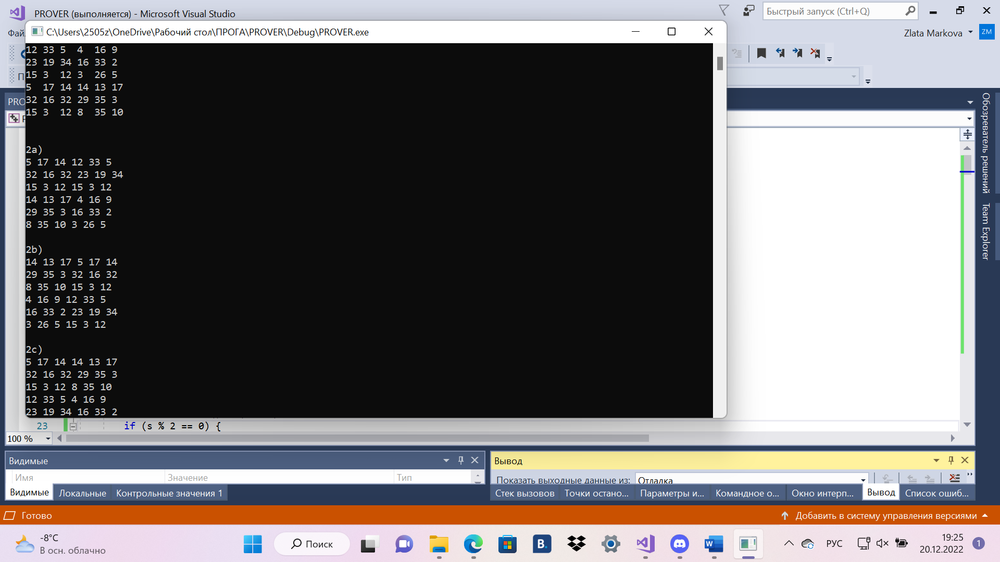 PROVER (выполняется) - Microsoft Visual Studio
Быстрый запуск (Ctrl+Q)
C:\Users\2505z\OneDrive\Рабочий стол\ПРОГА\PROVER\Debug\PROVER.exe
Zlata Markova
ZM
12 33 5 4 16 9
23 19 34 16 33 2
15 3 12 3 26 5
5 17 14 14 13 17
32 16 32 29 35 3
15 3 12 8 35 10
2a)
5 17 14 12 33 5
32 16 32 23 19 34
15 3 12 15 3 12
14 13 17 4 16 9
29 35 3 16 33 2
8 35 10 3 26 5
2b)
14 13 17 5 17 14
29 35 3 32 16 32
8 35 10 15 3 12
4 16 9 12 33 5
16 33 2 23 19 34
3 26 5 15 3 12
2c)
5 17 14 14 13 17
32 16 32 29 35 3
15 3 12 8 35 10
12 33 5 4 16 9
23 19 34 16 33 2
Обозреватель решений
Team Explorer
23 if (s % 2 == 0) {
100 %
Видимые
Имя Значение Тип
Видимые Локальные Контрольные значения 1
Вывод
Показать выходные данные из: Отладка
Стек вызовов Точки остано... Параметры и... Командное о... Окно интерп... Вывод Список ошиб...
Готово
Добавить в систему управления версиями
-8°C
В осн. облачно
Поиск
B.
РУС
19:25
20.12.2022
1